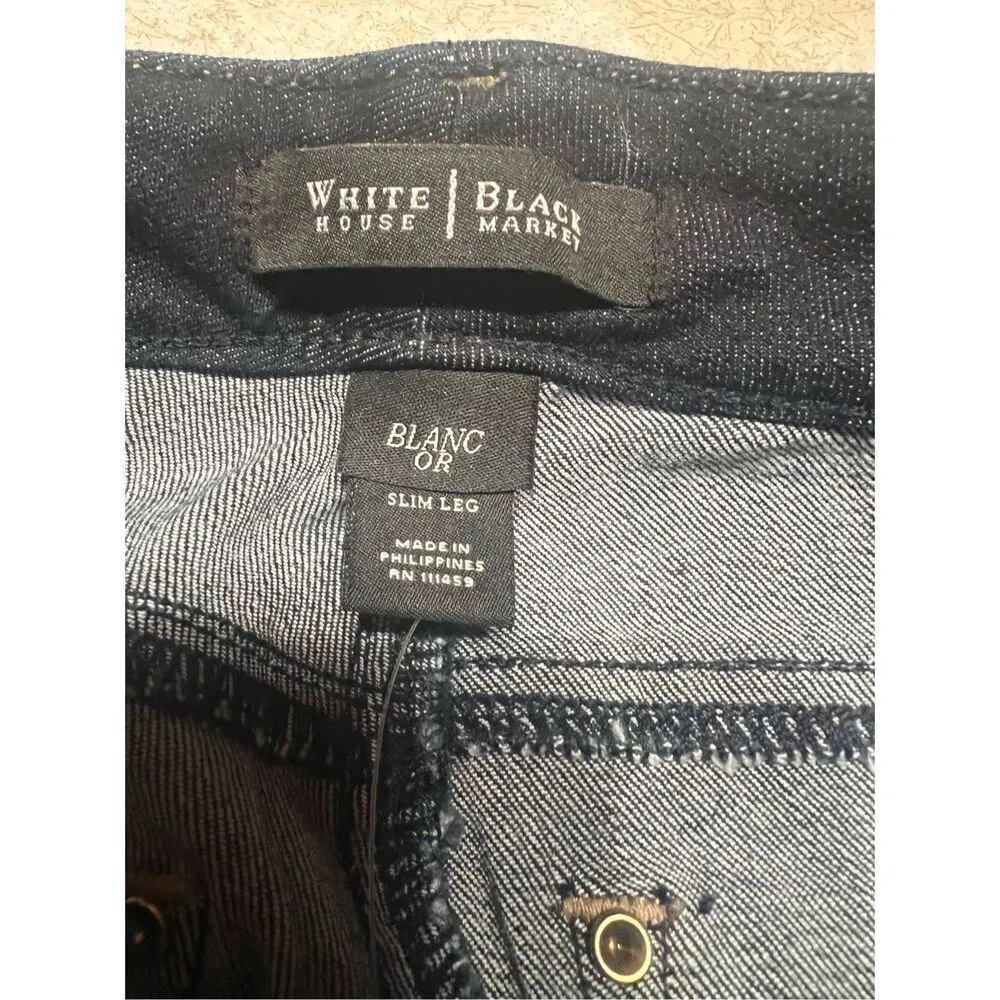 WHITE | BLACK
HOUSE | MARKET
BLANC
OR
SLIM LEG
MADE IN
PHILIPPINES
RN 111459